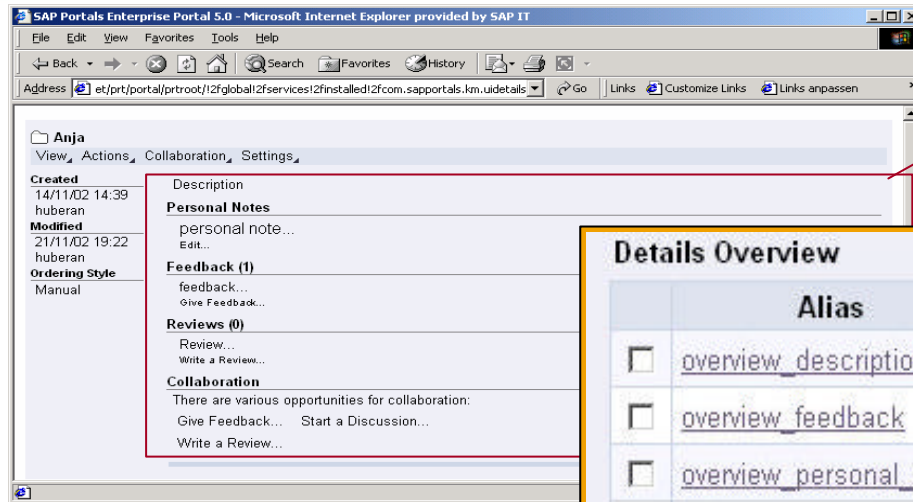 SAP Portals Enterprise Portal 5.0 - Microsoft Internet Explorer provided by SAP IT
File Edit View Favorites Tools Help
Back Search Favorites History
Address et/prt/portal/prtroot/!2fglobal!2fservices!2finstalled!2fcom.sapportals.km.uidetails Go Links Customize Links Links anpassen
Anja
View Actions Collaboration Settings
Created
14/11/02 14:39
huberan
Modified
21/11/02 19:22
huberan
Ordering Style
Manual
Description
Personal Notes
personal note...
Edit...
Feedback (1)
feedback...
Give Feedback...
Reviews (0)
Review...
Write a Review...
Collaboration
There are various opportunities for collaboration:
Give Feedback... Start a Discussion...
Write a Review...
Details Overview
Alias
overview_descriptio
overview_feedback
overview_personal_